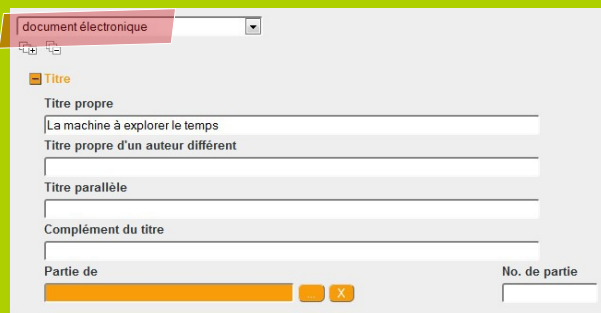 document électronique
Titre
Titre propre
La machine à explorer le temps
Titre propre d'un auteur différent
Titre parallèle
Complément du titre
Partie de No. de partie
... X